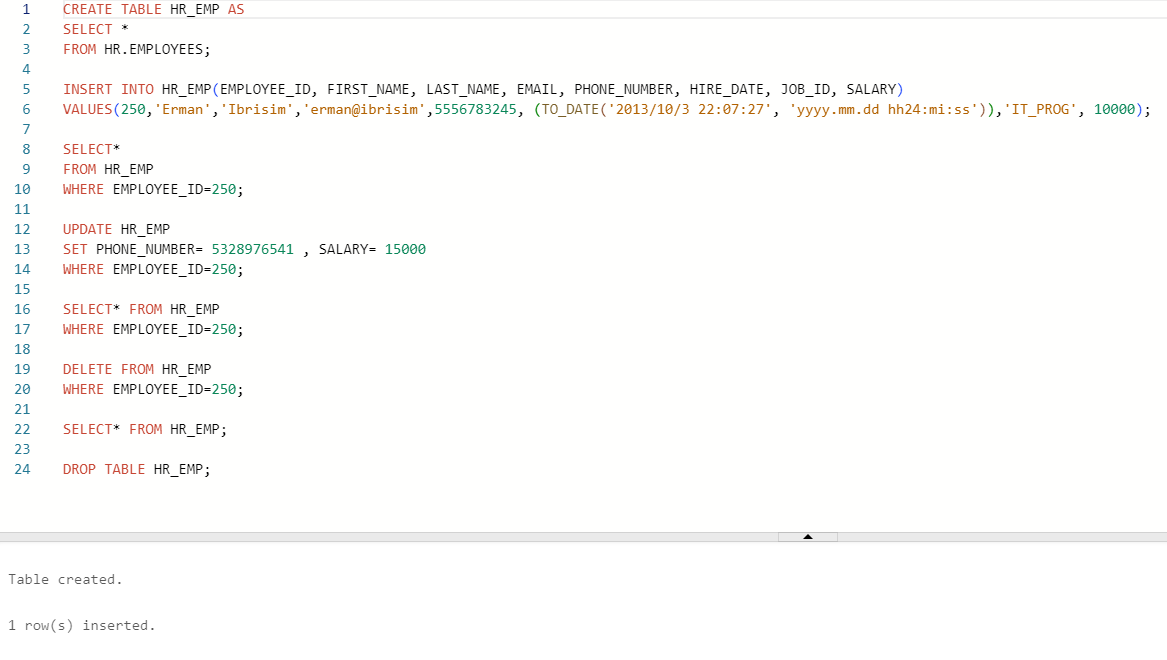 1 CREATE TABLE HR_EMP AS
2 SELECT *
3 FROM HR.EMPLOYEES;
4
5 INSERT INTO HR_EMP(EMPLOYEE_ID, FIRST_NAME, LAST_NAME, EMAIL, PHONE_NUMBER, HIRE_DATE, JOB_ID, SALARY)
6 VALUES(250,'Erman','Ibrisim','erman@ibrisim',5556783245, (TO_DATE('2013/10/3 22:07:27', 'yyyy.mm.dd hh24:mi:ss')),'IT_PROG', 10000);
7
8 SELECT*
9 FROM HR_EMP
10 WHERE EMPLOYEE_ID=250;
11
12 UPDATE HR_EMP
13 SET PHONE_NUMBER= 5328976541 , SALARY= 15000
14 WHERE EMPLOYEE_ID=250;
15
16 SELECT* FROM HR_EMP
17 WHERE EMPLOYEE_ID=250;
18
19 DELETE FROM HR_EMP
20 WHERE EMPLOYEE_ID=250;
21
22 SELECT* FROM HR_EMP;
23
24 DROP TABLE HR_EMP;
Table created.
1 row(s) inserted.